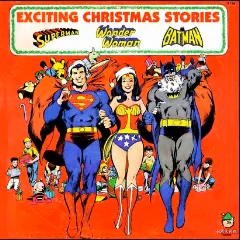 EXCITING CHRISTMAS STORIES
SUPERMAN
Wonder
Woman
BATMAN